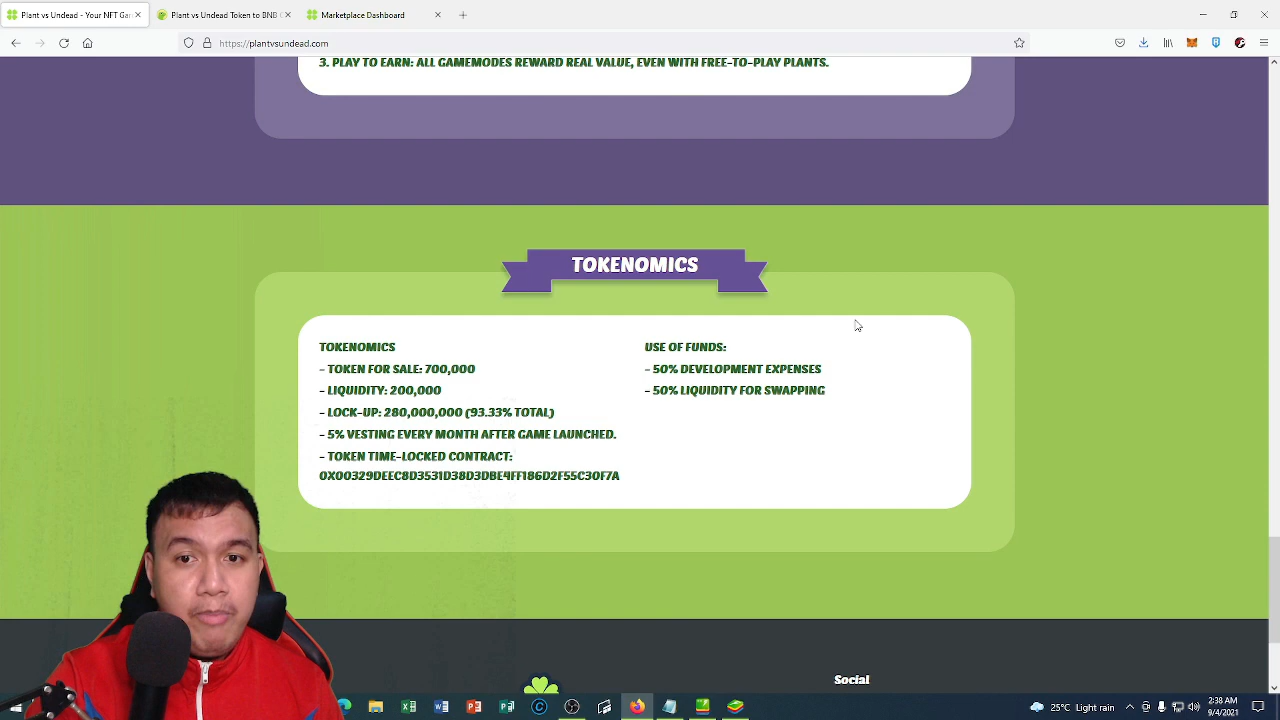 Plant vs Undead - Your NFT Gar
Plant vs Undead Token to BNB
Marketplace Dashboard
https://plantvsundead.com
3. PLAY TO EARN: ALL GAMEMODES REWARD REAL VALUE, EVEN WITH FREE-TO-PLAY PLANTS.
TOKENOMICS
TOKENOMICS
- TOKEN FOR SALE: 700,000
- LIQUIDITY: 200,000
- LOCK-UP: 280,000,000 (93.33% TOTAL)
- 5% VESTING EVERY MONTH AFTER GAME LAUNCHED.
- TOKEN TIME-LOCKED CONTRACT:
0X00329DEEC8D3531D38D3DBE4FF186D2F55C30F7A
USE OF FUNDS:
- 50% DEVELOPMENT EXPENSES
- 50% LIQUIDITY FOR SWAPPING
Social
25°C Light rain
2:38 AM
9/4/2021